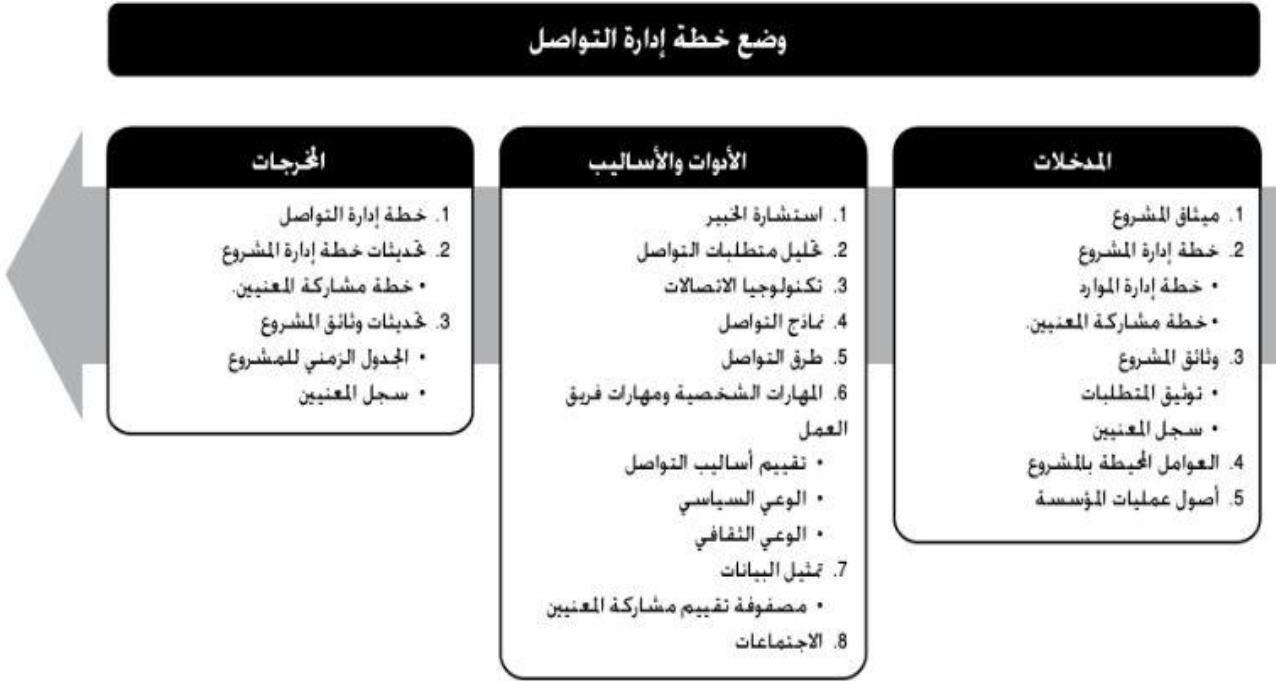 وضع خطة إدارة التواصل
المدخلات
1. ميثاق المشروع
2. خطة إدارة المشروع
• خطة إدارة الموارد
• خطة مشاركة المعنيين.
3. وثائق المشروع
• توثيق المتطلبات
• سجل المعنيين
4. العوامل المحيطة بالمشروع
5. أصول عمليات المؤسسة
الأدوات والأساليب
1. استشارة الخبير
2. تحليل متطلبات التواصل
3. تكنولوجيا الاتصالات
4. نماذج التواصل
5. طرق التواصل
6. المهارات الشخصية ومهارات فريق
العمل
• تقييم أساليب التواصل
• الوعي السياسي
• الوعي الثقافي
7. تمثيل البيانات
• مصفوفة تقييم مشاركة المعنيين
8. الاجتماعات
المخرجات
1. خطة إدارة التواصل
2. تحديثات خطة إدارة المشروع
• خطة مشاركة المعنيين.
3. تحديثات وثائق المشروع
• الجدول الزمني للمشروع
• سجل المعنيين